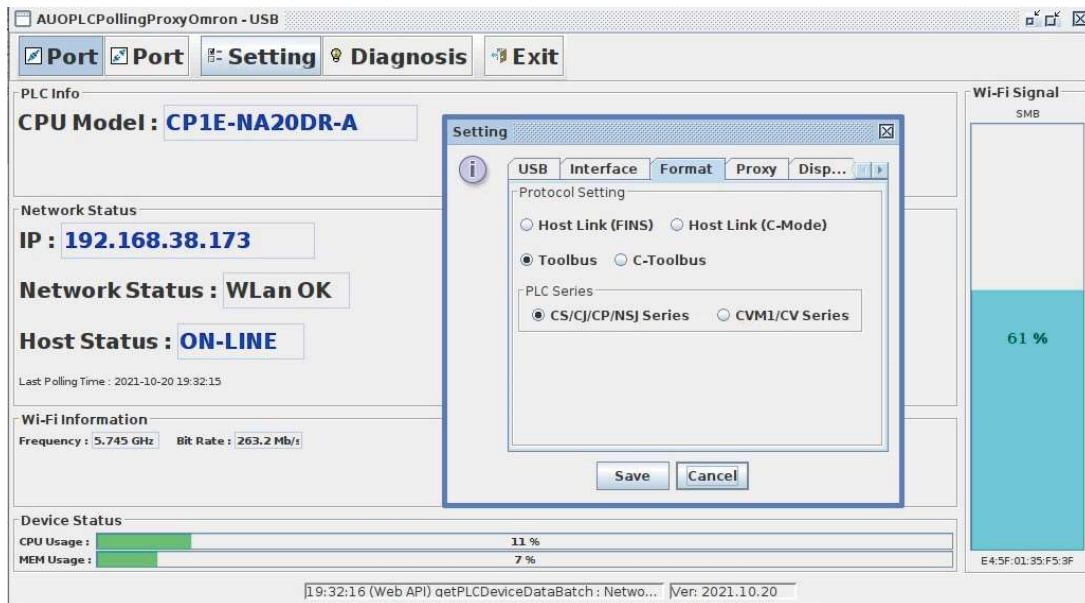 AUOPLCPollingProxyOmron - USB
Port Port Setting Diagnosis Exit
PLC Info
CPU Model : CP1E-NA20DR-A
Network Status
IP : 192.168.38.173
Network Status : WLan OK
Host Status : ON-LINE
Last Polling Time : 2021-10-20 19:32:15
Wi-Fi Information
Frequency : 5.745 GHz Bit Rate : 263.2 Mb/s
Device Status
CPU Usage : 11 %
MEM Usage : 7 %
Setting
USB Interface Format Proxy Disp...
Protocol Setting
Host Link (FINS) Host Link (C-Mode)
Toolbus C-Toolbus
PLC Series
CS/CJ/CP/NSJ Series CVM1/CV Series
Save Cancel
Wi-Fi Signal
SMB
61 %
E4:5F:01:35:F5:3F
19:32:16 (Web API) getPLCDeviceDataBatch : Netwo... Ver: 2021.10.20